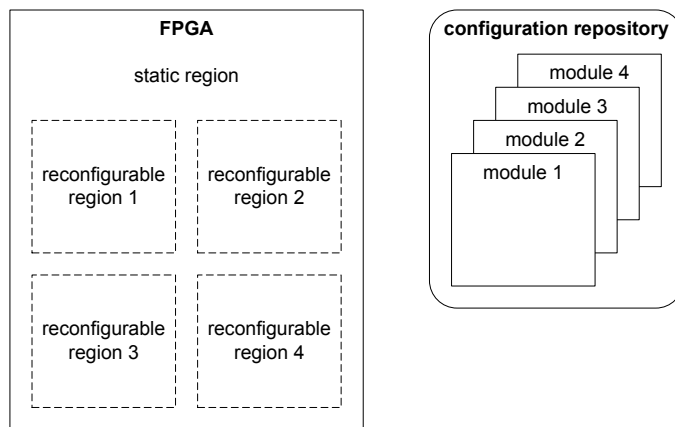 FPGA
static region
reconfigurable
region 1
reconfigurable
region 2
reconfigurable
region 3
reconfigurable
region 4
configuration repository
module 4
module 3
module 2
module 1